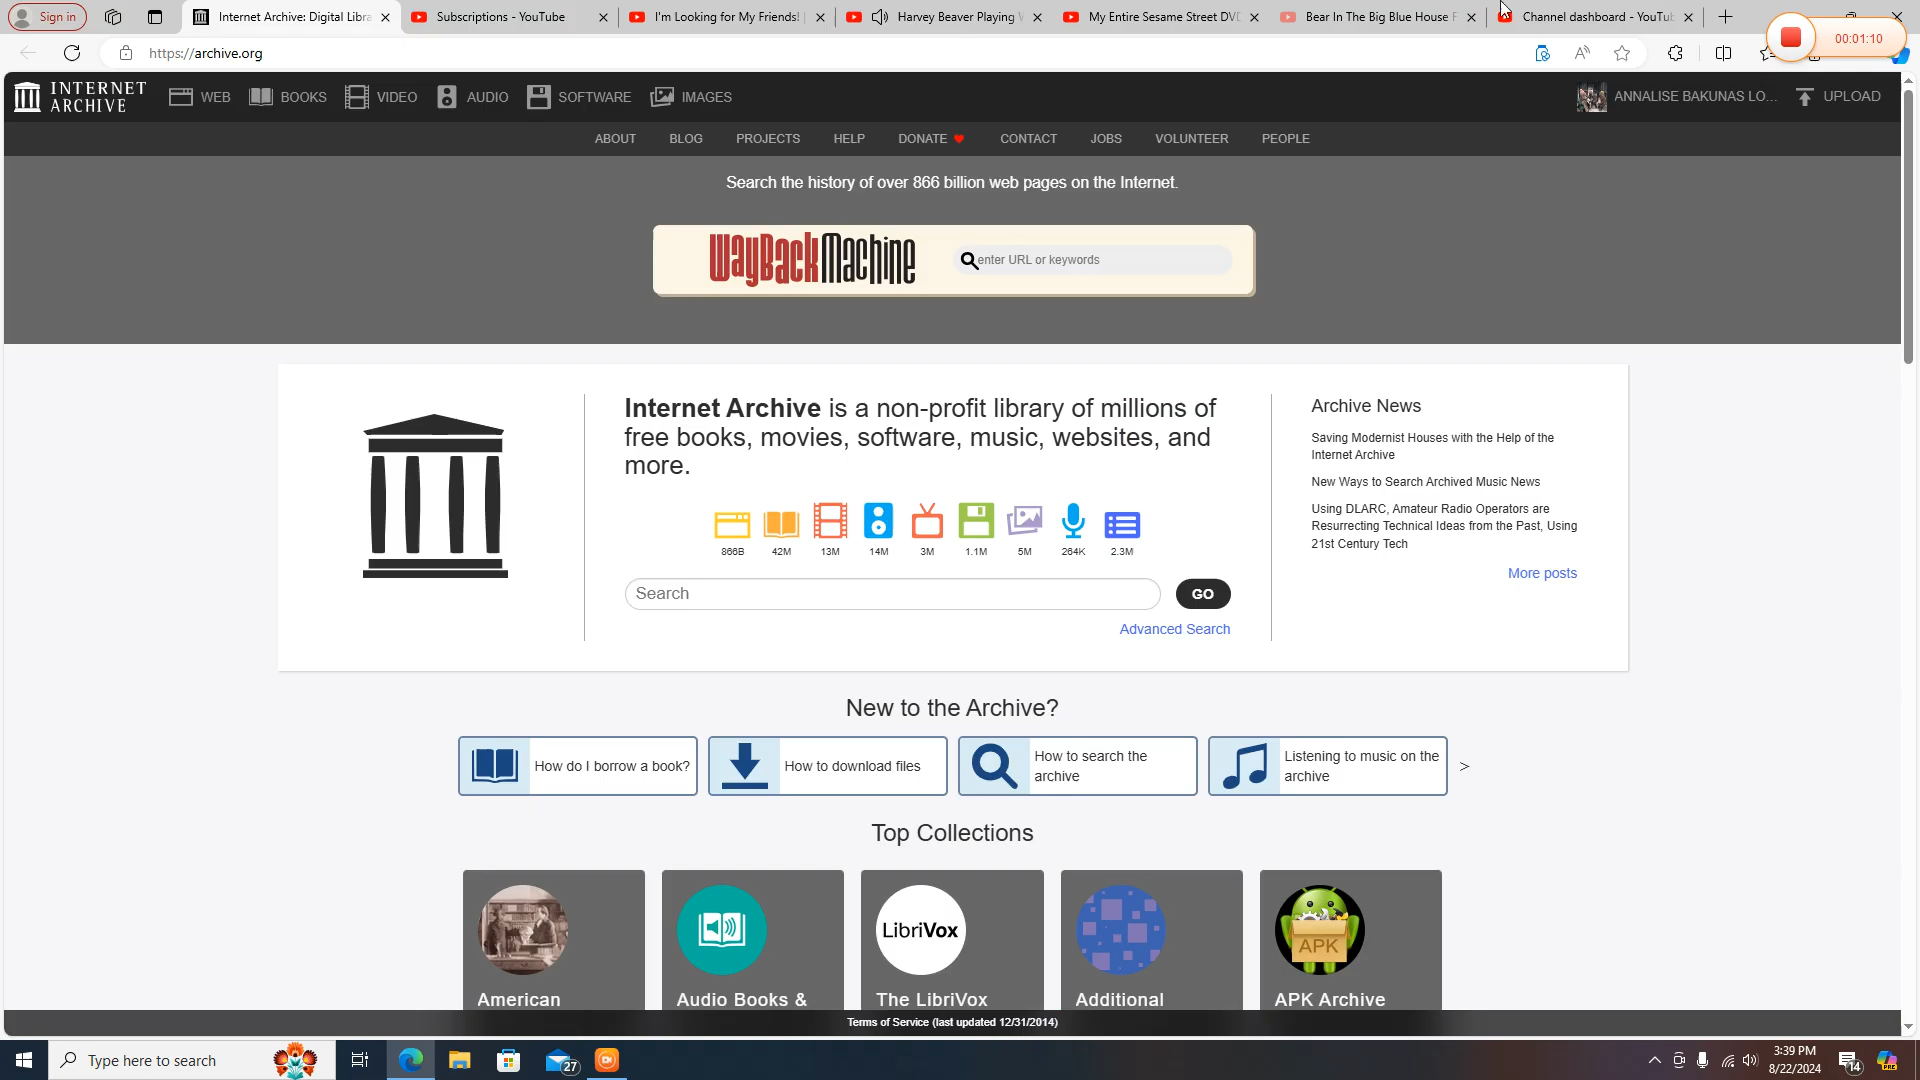 Sign in
Internet Archive: Digital Libra
Subscriptions - YouTube
I'm Looking for My Friends! |
Harvey Beaver Playing
My Entire Sesame Street DVD
Bear In The Big Blue House F
Channel dashboard - YouTu
00:01:10
https://archive.org
INTERNET
ARCHIVE
WEB
BOOKS
VIDEO
AUDIO
SOFTWARE
IMAGES
ANNALISE BAKUNAS LO...
UPLOAD
ABOUT
BLOG
PROJECTS
HELP
DONATE
CONTACT
JOBS
VOLUNTEER
PEOPLE
Search the history of over 866 billion web pages on the Internet.
WayBackMachine
enter URL or keywords
Internet Archive is a non-profit library of millions of
free books, movies, software, music, websites, and
more.
866B
42M
13M
14M
3M
1.1M
5M
264K
2.3M
Search
GO
Advanced Search
Archive News
Saving Modernist Houses with the Help of the
Internet Archive
New Ways to Search Archived Music News
Using DLARC, Amateur Radio Operators are
Resurrecting Technical Ideas from the Past, Using
21st Century Tech
More posts
New to the Archive?
How do I borrow a book?
How to download files
How to search the
archive
Listening to music on the
archive
>
Top Collections
LibriVox
APK
American
Audio Books &
The LibriVox
Additional
APK Archive
Terms of Service (last updated 12/31/2014)
Type here to search
27
3:39 PM
8/22/2024
14
PRE